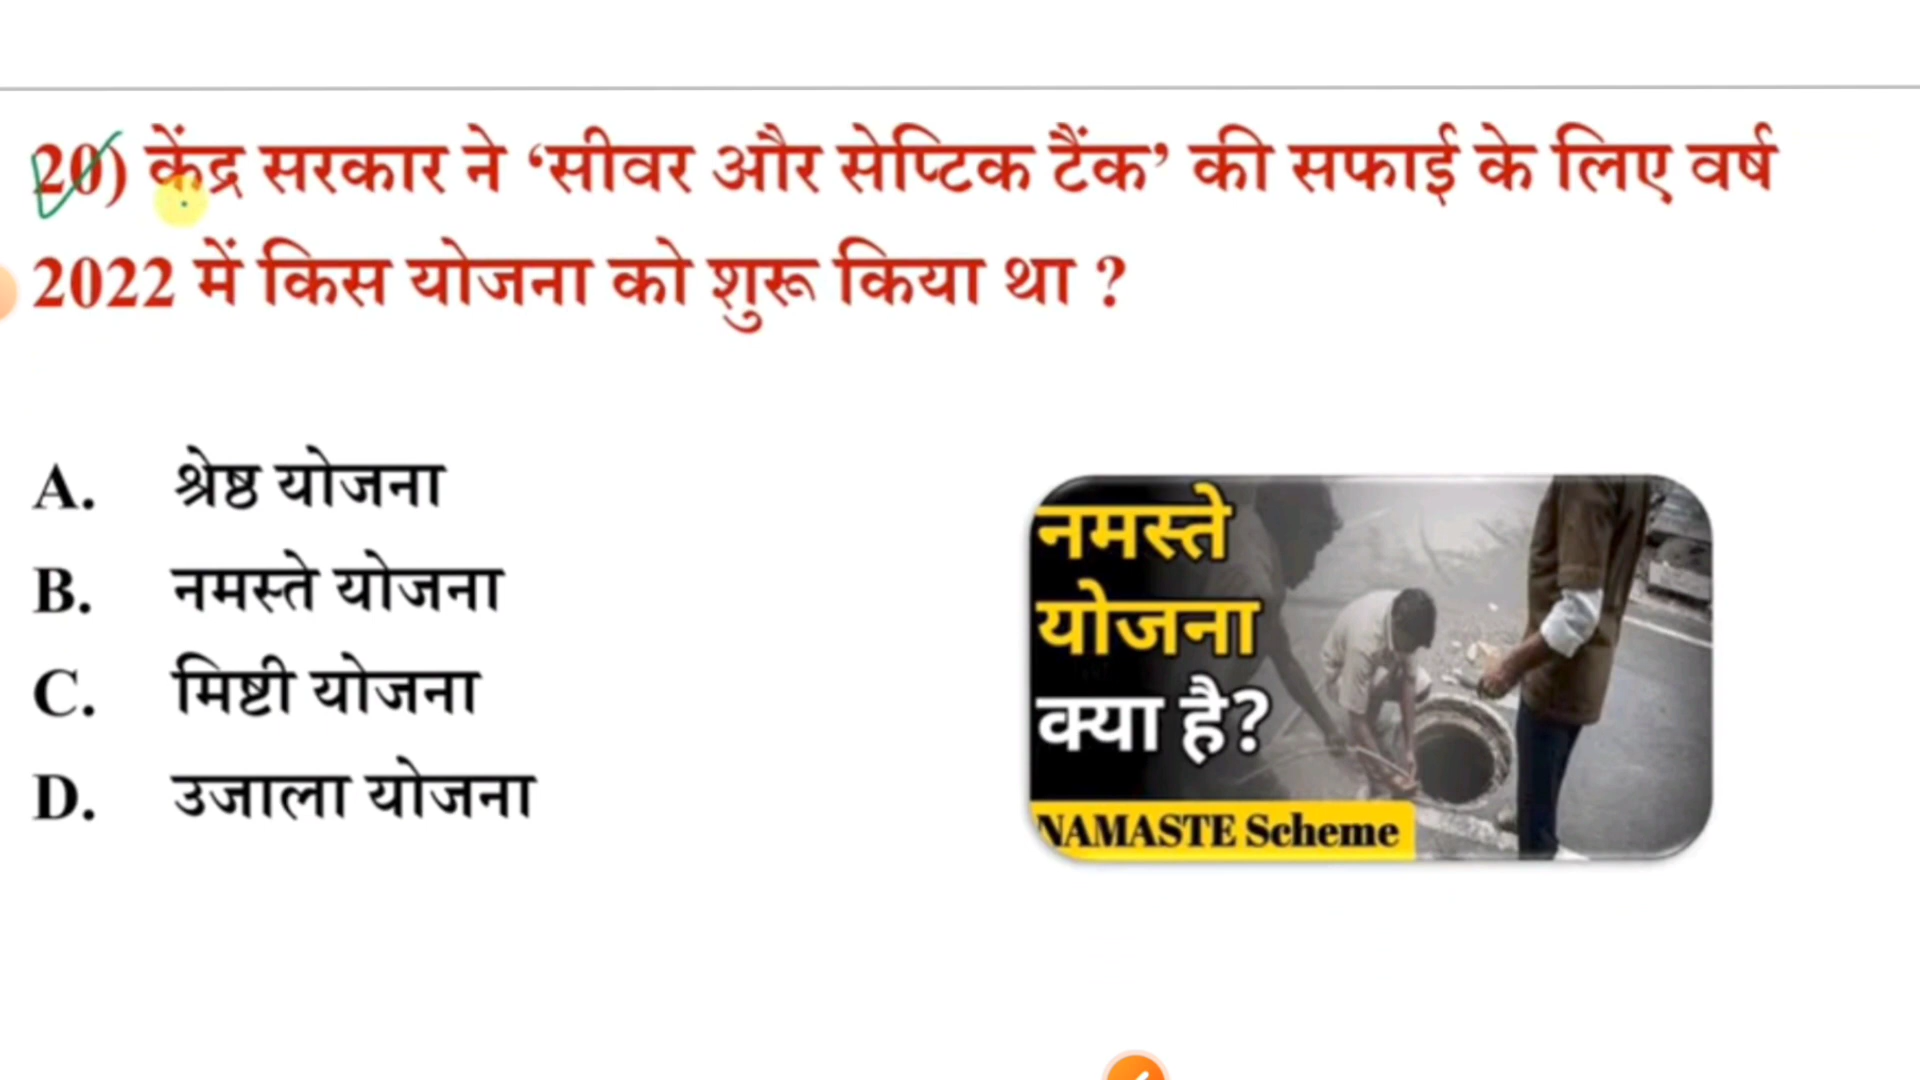 20) केंद्र सरकार ने ‘सीवर और सेप्टिक टैंक’ की सफाई के लिए वर्ष
2022 में किस योजना को शुरू किया था ?
A. श्रेष्ठ योजना
B. नमस्ते योजना
C. मिष्टी योजना
D. उजाला योजना
नमस्ते
योजना
क्या है?
NAMASTE Scheme